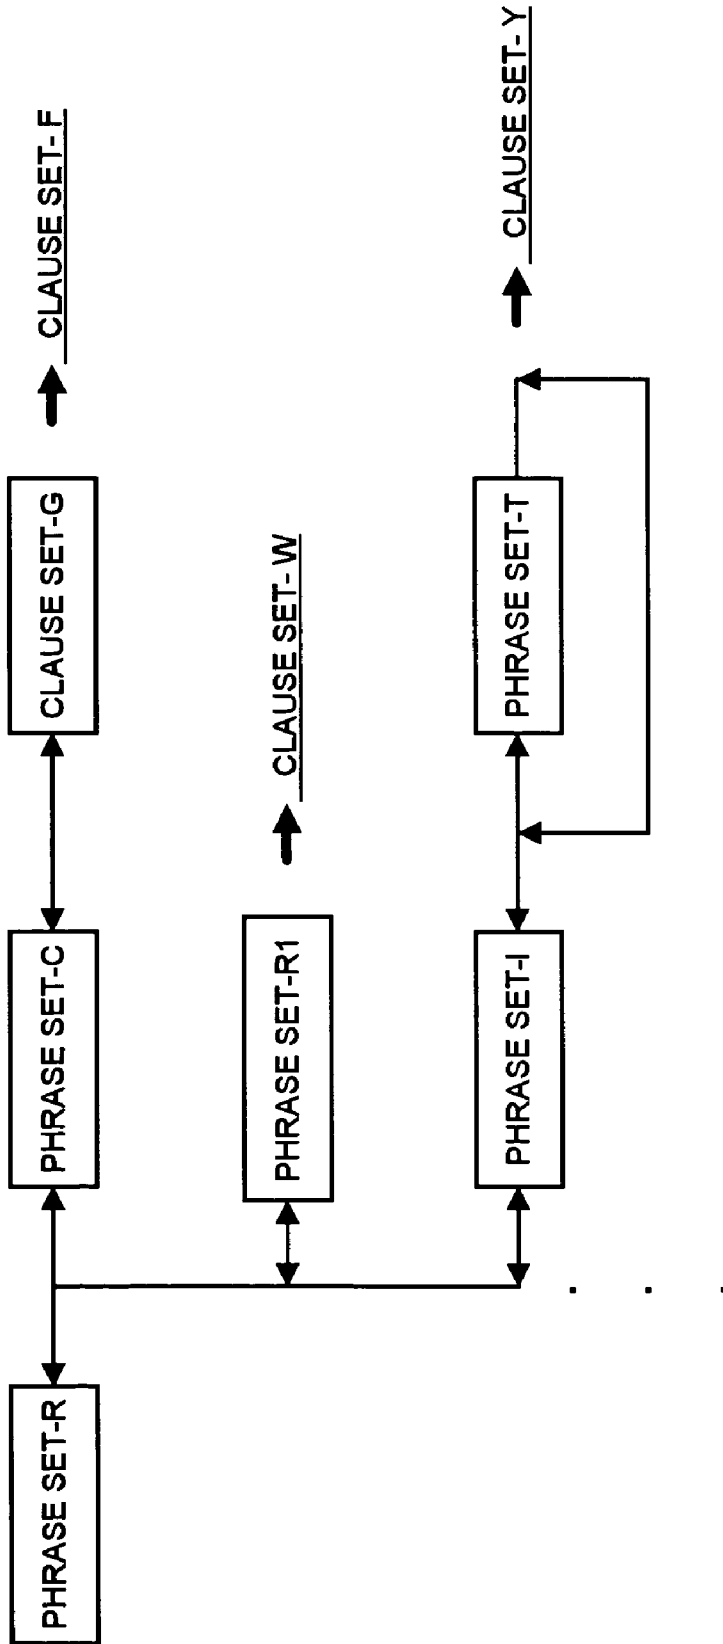 PHRASE SET-R
PHRASE SET-C
CLAUSE SET-G
CLAUSE SET- F
PHRASE SET-R1
CLAUSE SET- W
PHRASE SET-I
PHRASE SET-T
CLAUSE SET- Y